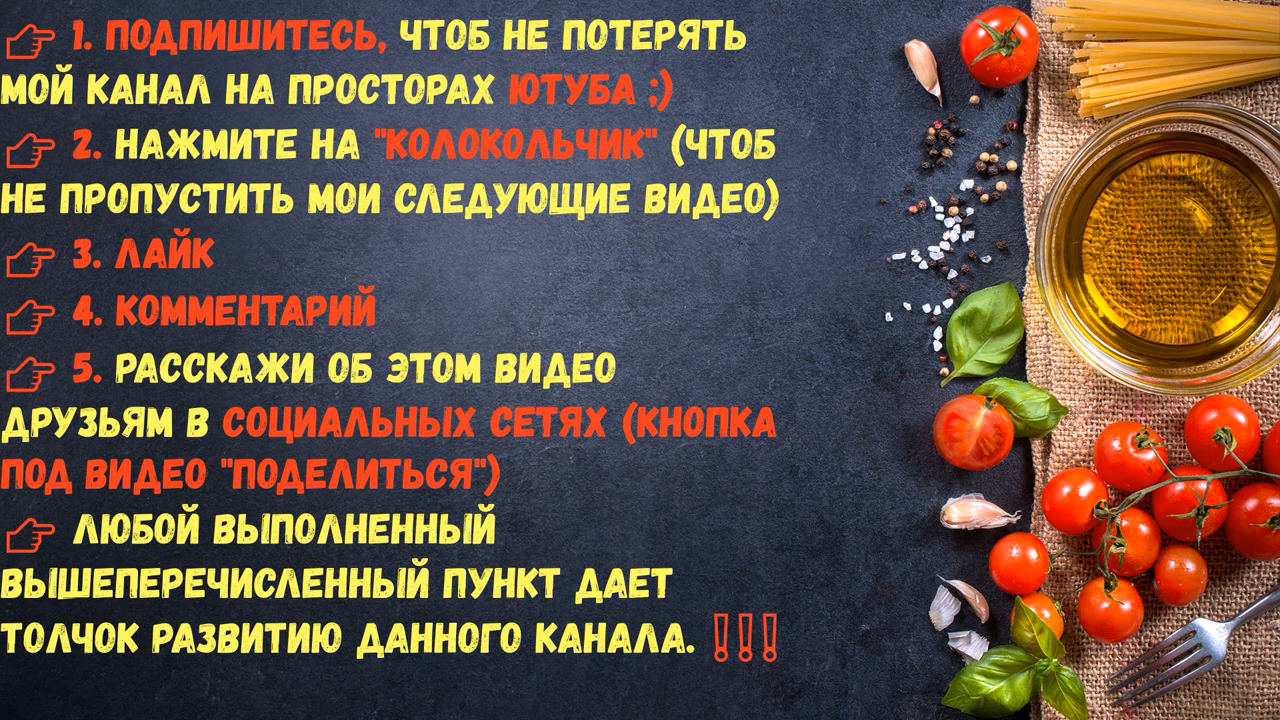 👉 1. ПОДПИШИТЕСЬ, ЧТОБ НЕ ПОТЕРЯТЬ
МОЙ КАНАЛ НА ПРОСТОРАХ ЮТУБА ;)
👉 2. НАЖМИТЕ НА "КОЛОКОЛЬЧИК" (ЧТОБ
НЕ ПРОПУСТИТЬ МОИ СЛЕДУЮЩИЕ ВИДЕО)
👉 3. ЛАЙК
👉 4. КОММЕНТАРИЙ
👉 5. РАССКАЖИ ОБ ЭТОМ ВИДЕО
ДРУЗЬЯМ В СОЦИАЛЬНЫХ СЕТЯХ (КНОПКА
ПОД ВИДЕО "ПОДЕЛИТЬСЯ")
👉 ЛЮБОЙ ВЫПОЛНЕННЫЙ
ВЫШЕПЕРЕЧИСЛЕННЫЙ ПУНКТ ДАЕТ
ТОЛЧОК РАЗВИТИЮ ДАННОГО КАНАЛА. ❗❗❗